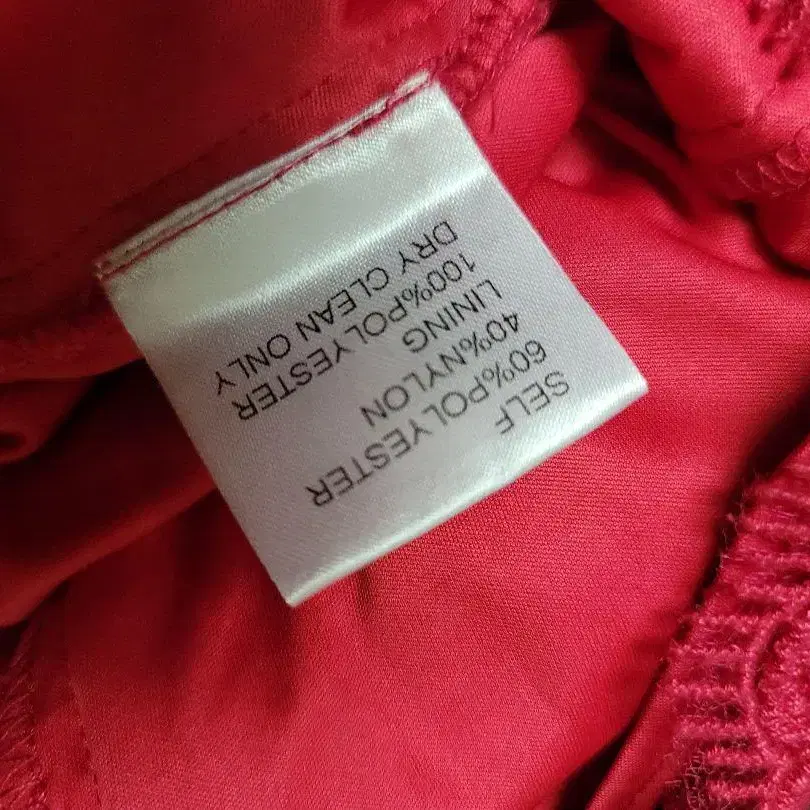 SELF
60%POLYESTER
40%NYLON
LINING
100%POLYESTER
DRY CLEAN ONLY